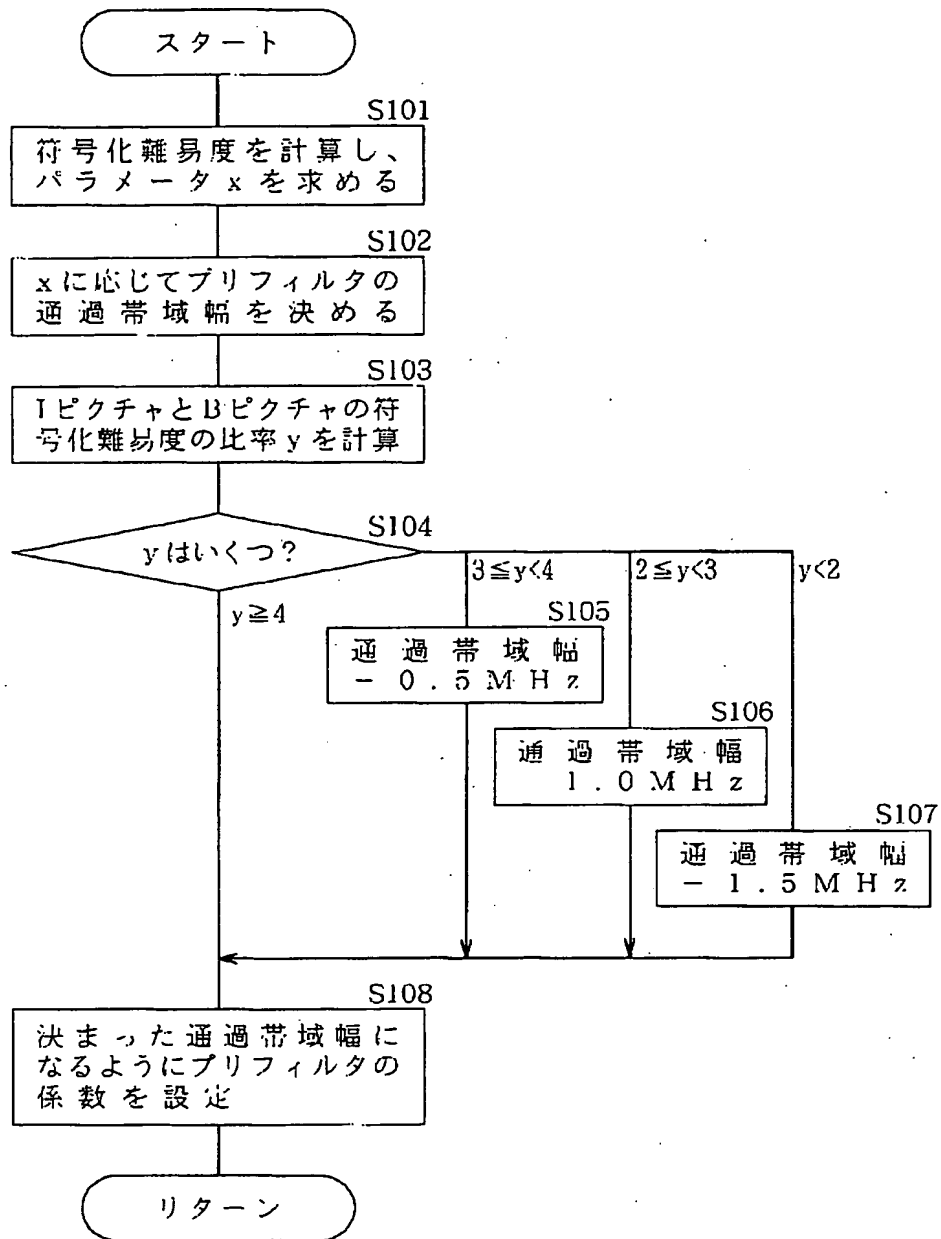 スタート
S101
符号化難易度を計算し、
パラメータxを求める
S102
xに応じてプリフィルタの
通過帯域幅を決める
S103
IピクチャとBピクチャの符
号化難易度の比率yを計算
S104
yはいくつ?
y≧4
3≦y<4
2≦y<3
y<2
S105
通過帯域幅
- 0.5MHz
S106
通過帯域幅
1.0MHz
S107
通過帯域幅
- 1.5MHz
S108
決まった通過帯域幅に
なるようにプリフィルタの
係数を設定
リターン